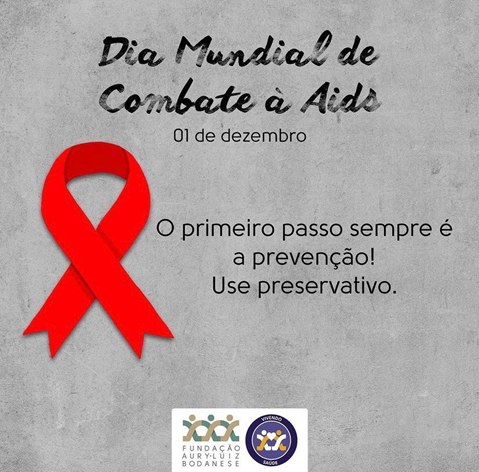 Dia Mundial de
Combate à Aids
01 de dezembro
O primeiro passo sempre é
a prevenção!
Use preservativo.
FUNDAÇÃO
AURY·LUIZ
BODANESE
VIVENDO
SAÚDE